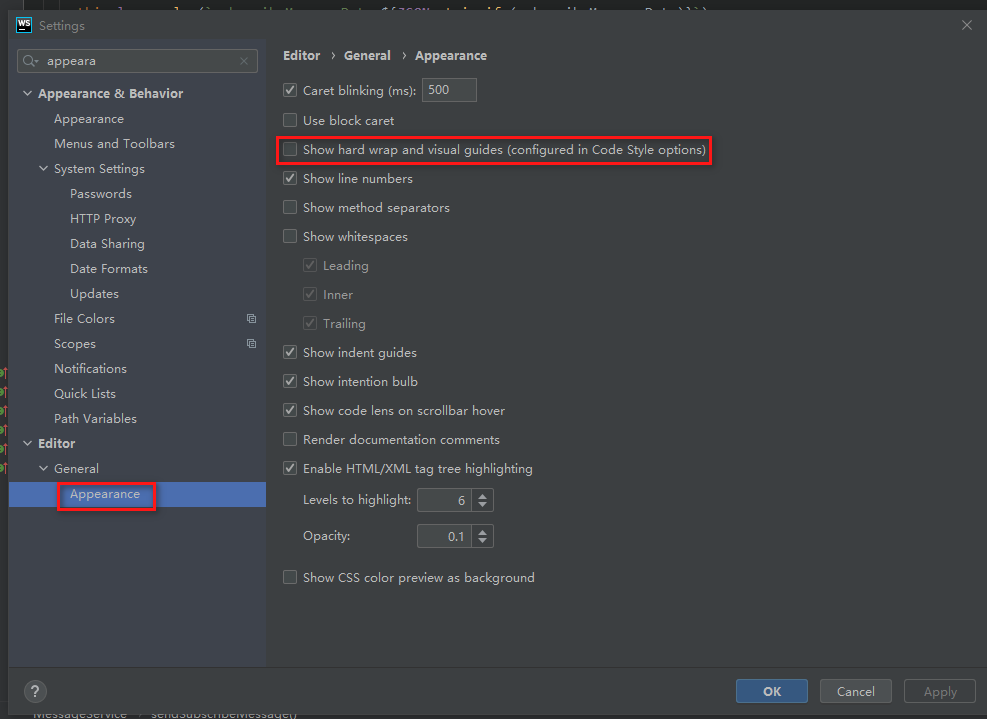 WS Settings
appeara
Appearance & Behavior
Appearance
Menus and Toolbars
System Settings
Passwords
HTTP Proxy
Data Sharing
Date Formats
Updates
File Colors
Scopes
Notifications
Quick Lists
Path Variables
Editor
General
Appearance
Editor › General › Appearance
Caret blinking (ms): 500
Use block caret
Show hard wrap and visual guides (configured in Code Style options)
Show line numbers
Show method separators
Show whitespaces
Leading
Inner
Trailing
Show indent guides
Show intention bulb
Show code lens on scrollbar hover
Render documentation comments
Enable HTML/XML tag tree highlighting
Levels to highlight: 6
Opacity: 0.1
Show CSS color preview as background
? OK Cancel Apply
MessageService › sendSubscribeMessage()